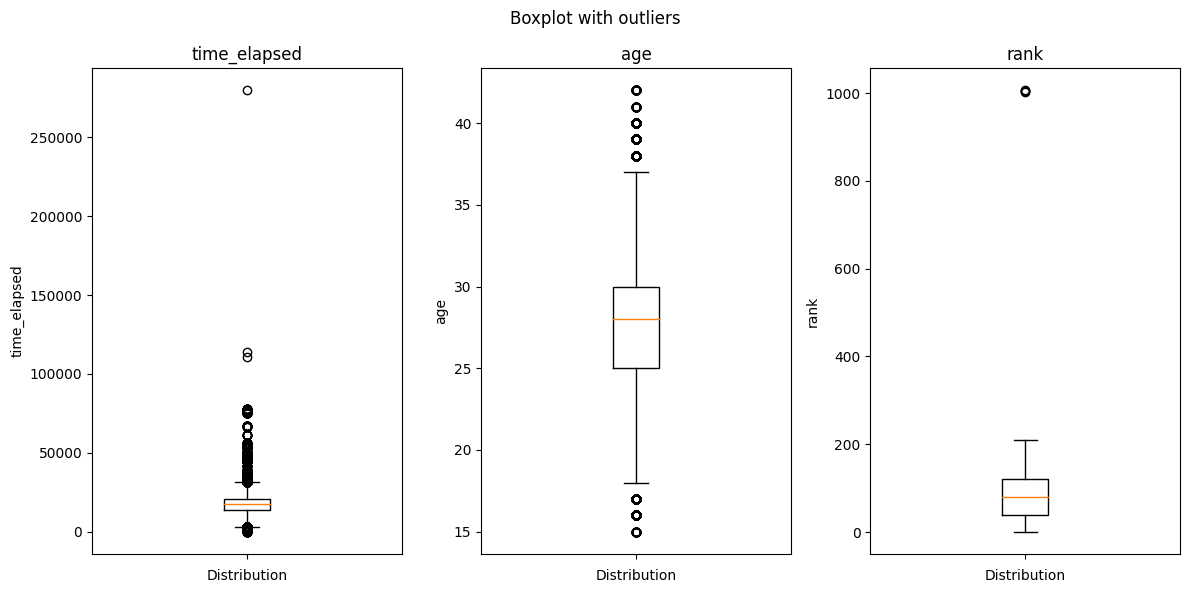 Boxplot with outliers
time_elapsed
time_elapsed
250000
200000
150000
100000
50000
0
Distribution
age
age
40
35
30
25
20
15
Distribution
rank
rank
1000
800
600
400
200
0
Distribution